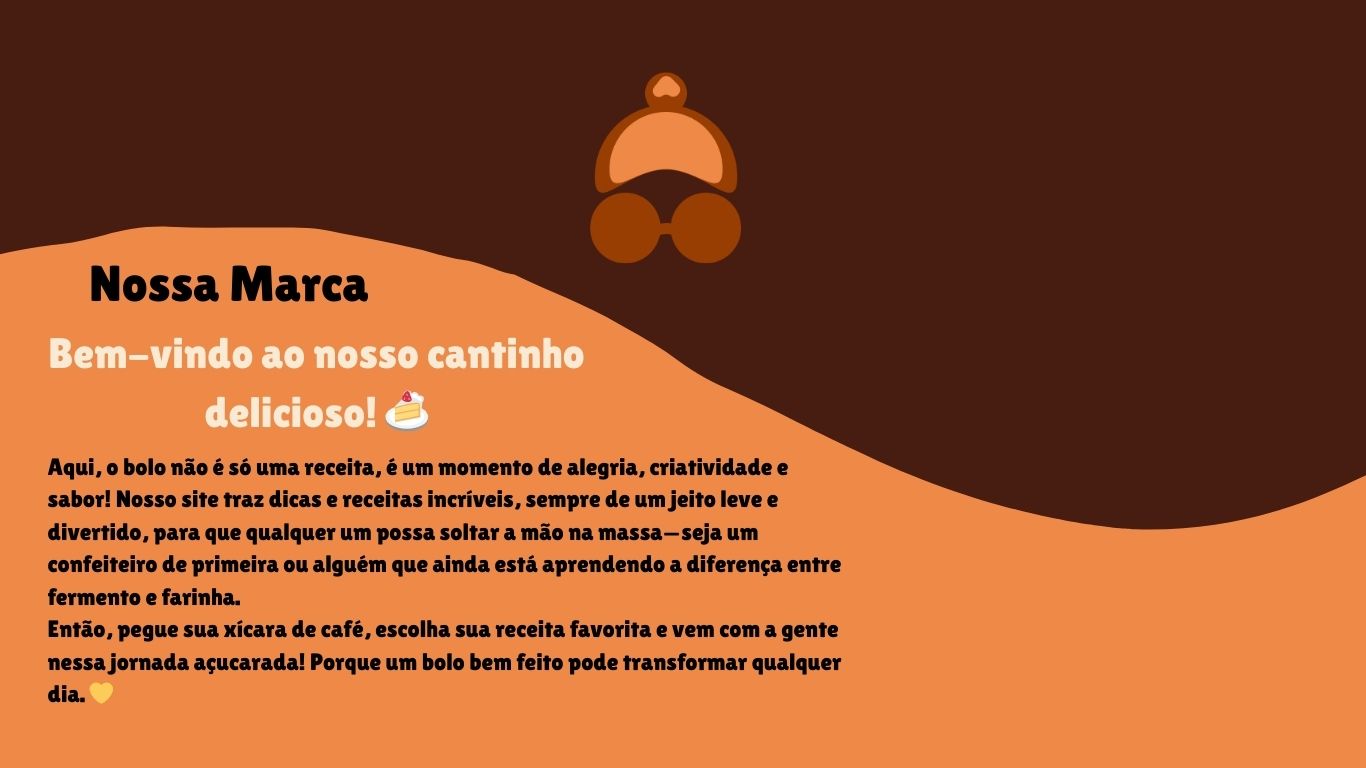 Nossa Marca
Bem-vindo ao nosso cantinho
delicioso! 🍰
Aqui, o bolo não é só uma receita, é um momento de alegria, criatividade e
sabor! Nosso site traz dicas e receitas incríveis, sempre de um jeito leve e
divertido, para que qualquer um possa soltar a mão na massa—seja um
confeiteiro de primeira ou alguém que ainda está aprendendo a diferença entre
fermento e farinha.
Então, pegue sua xícara de café, escolha sua receita favorita e vem com a gente
nessa jornada açucarada! Porque um bolo bem feito pode transformar qualquer
dia. 💛